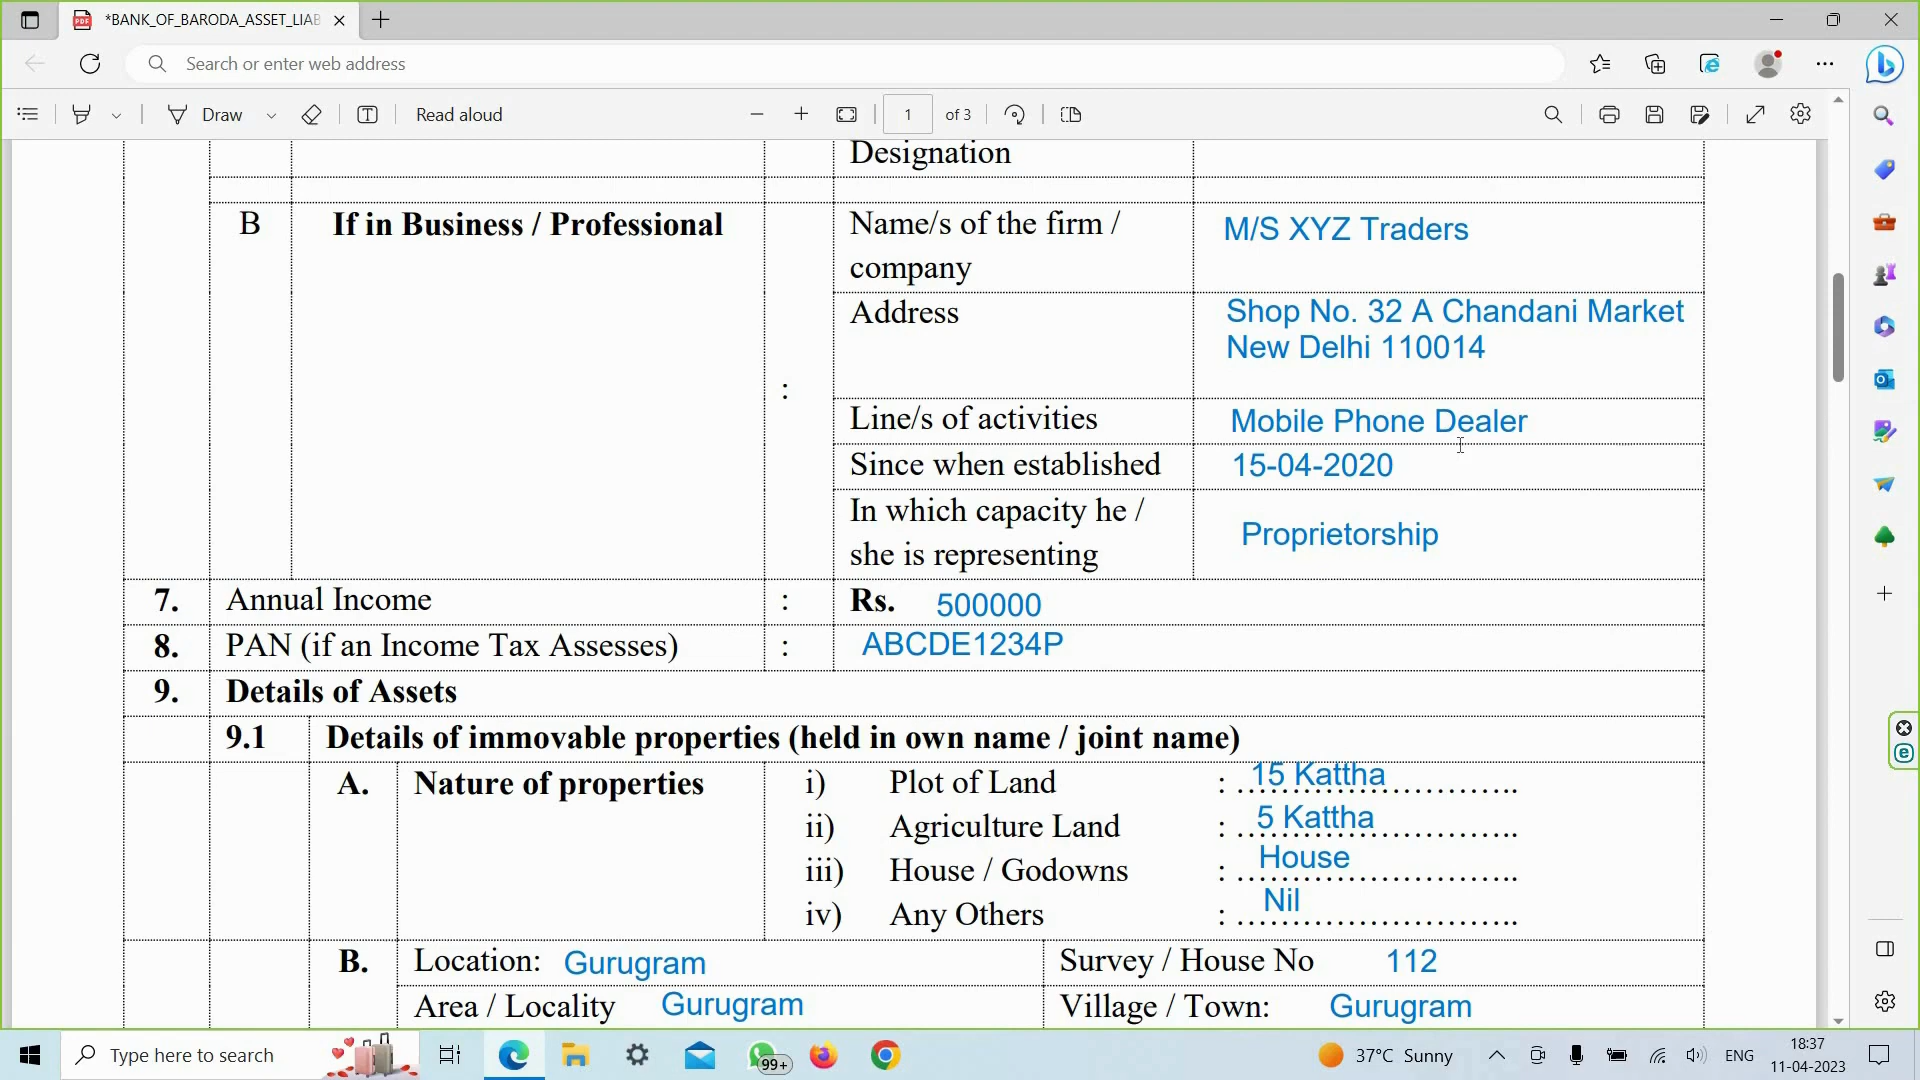 *BANK_OF_BARODA_ASSET_LIAB
Search or enter web address
Draw
Read aloud
1 of 3
Designation
B If in Business / Professional : Name/s of the firm / company M/S XYZ Traders
Address Shop No. 32 A Chandani Market
New Delhi 110014
Line/s of activities Mobile Phone Dealer
Since when established 15-04-2020
In which capacity he / she is representing Proprietorship
7. Annual Income : Rs. 500000
8. PAN (if an Income Tax Assesses) : ABCDE1234P
9. Details of Assets
9.1 Details of immovable properties (held in own name / joint name)
A. Nature of properties i) Plot of Land : 15 Kattha
ii) Agriculture Land : 5 Kattha
iii) House / Godowns : House
iv) Any Others : Nil
B. Location: Gurugram Survey / House No 112
Area / Locality Gurugram Village / Town: Gurugram
Type here to search
99+
37°C Sunny
ENG
18:37
11-04-2023